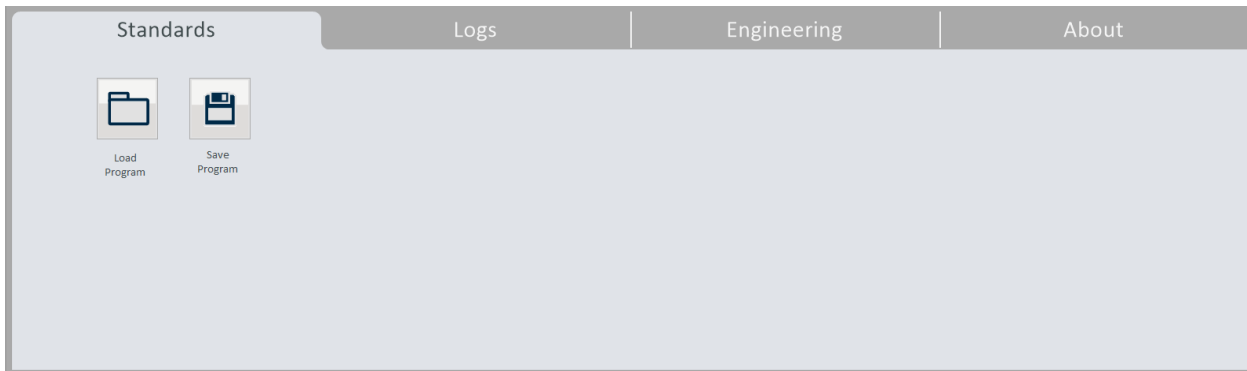 Standards
Logs
Engineering
About
Load
Program
Save
Program